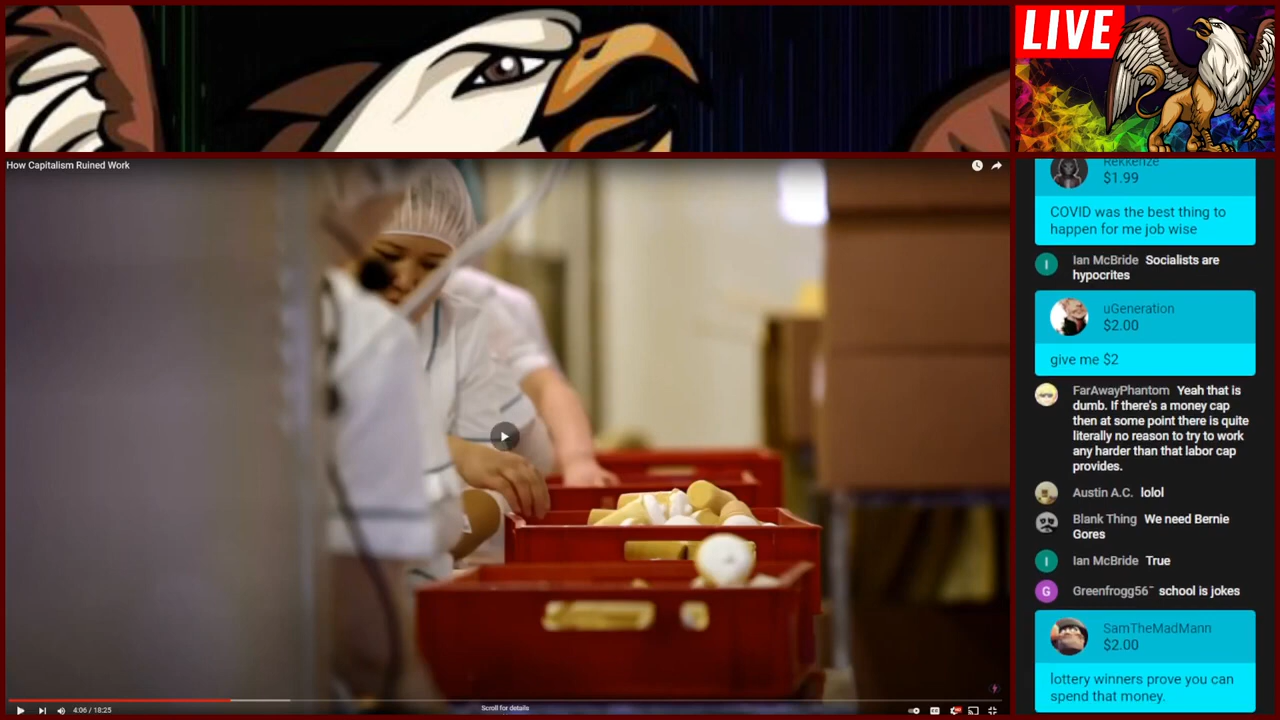 LIVE
How Capitalism Ruined Work
Rekkenze
$1.99
COVID was the best thing to
happen for me job wise
Ian McBride Socialists are
hypocrites
uGeneration
$2.00
give me $2
FarAwayPhantom Yeah that is
dumb. If there's a money cap
then at some point there is quite
literally no reason to try to work
any harder than that labor cap
provides.
Austin A.C. lolol
Blank Thing We need Bernie
Gores
I
Ian McBride True
G
Greenfrogg56~ school is jokes
SamTheMadMann
$2.00
lottery winners prove you can
spend that money.
4:06 / 18:25
Scroll for details